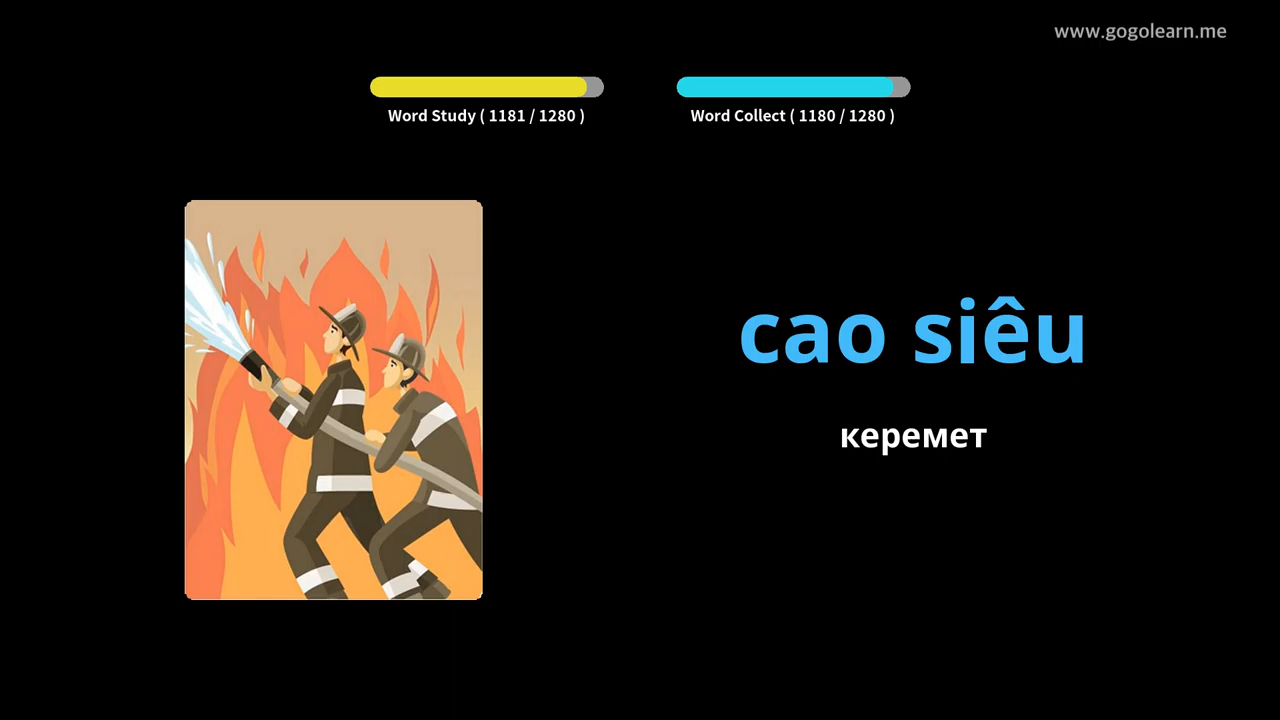 www.gogolearn.me
Word Study ( 1181 / 1280 )
Word Collect ( 1180 / 1280 )
cao siêu
керемет